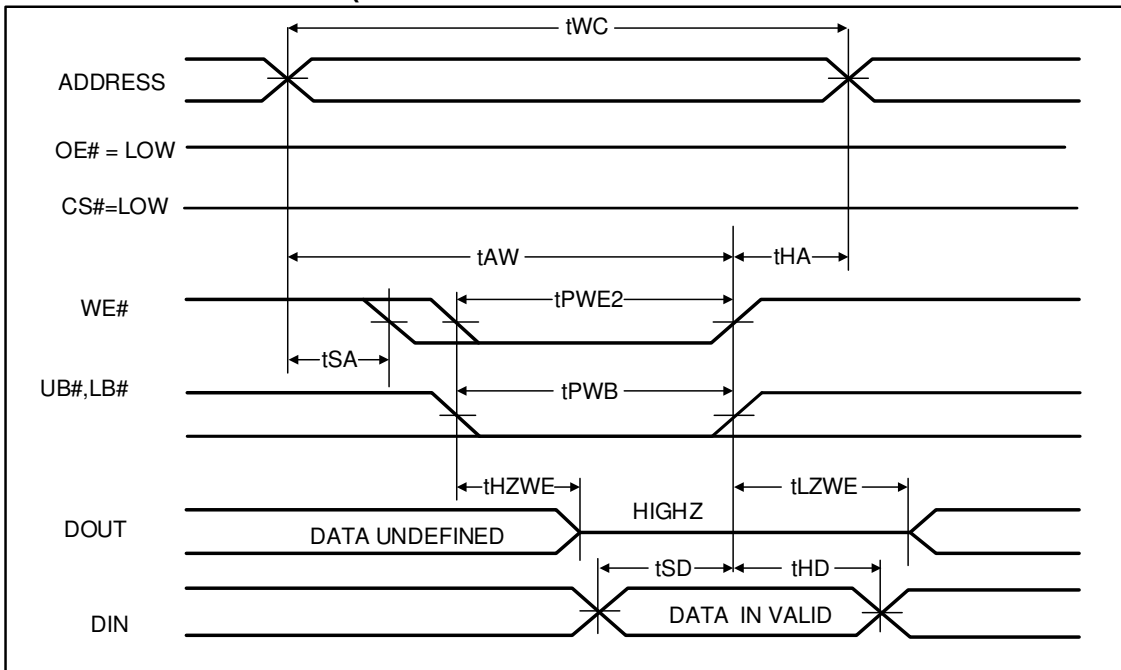 tWC
ADDRESS
OE# = LOW
CS#=LOW
tAW
tHA
WE#
tPWE2
tSA
UB#,LB#
tPWB
tHZWE
tLZWE
DOUT
DATA UNDEFINED
HIGHZ
tSD
tHD
DIN
DATA IN VALID